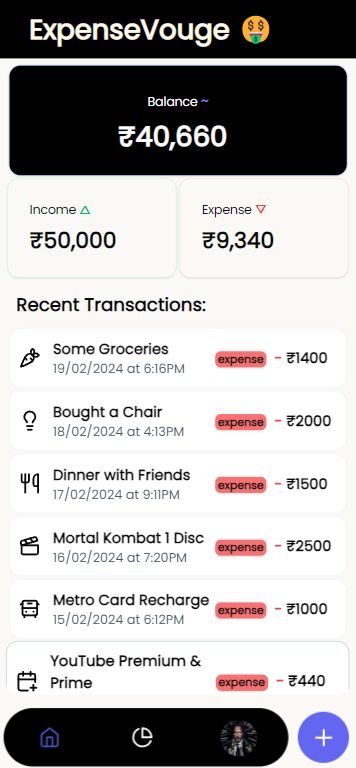 ExpenseVouge 🤑
Balance ~
₹40,660
Income △
Expense ▽
₹50,000
₹9,340
Recent Transactions:
Some Groceries
19/02/2024 at 6:16PM
expense - ₹1400
Bought a Chair
18/02/2024 at 4:13PM
expense - ₹2000
Dinner with Friends
17/02/2024 at 9:11PM
expense - ₹1500
Mortal Kombat 1 Disc
16/02/2024 at 7:20PM
expense - ₹2500
Metro Card Recharge
15/02/2024 at 6:12PM
expense - ₹1000
YouTube Premium &
Prime
expense - ₹440